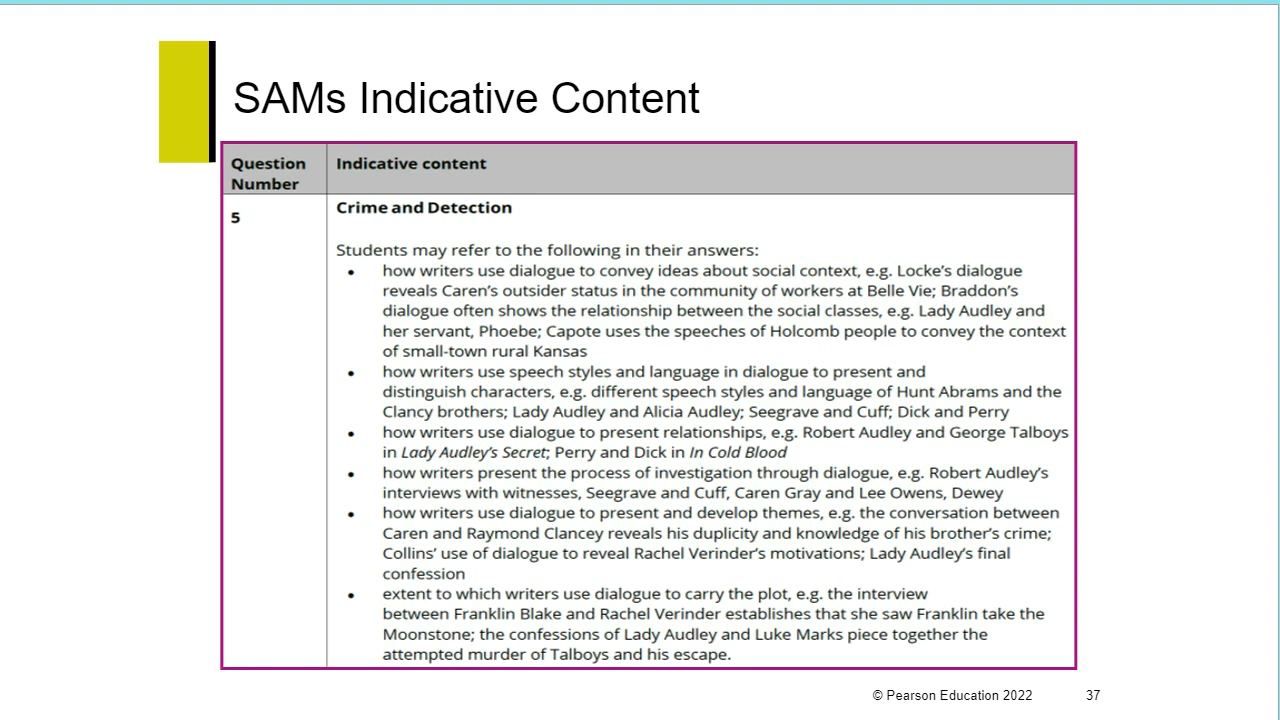 SAMs Indicative Content
Question
Number
Indicative content
5
Crime and Detection
Students may refer to the following in their answers:
• how writers use dialogue to convey ideas about social context, e.g. Locke's dialogue
reveals Caren's outsider status in the community of workers at Belle Vie; Braddon's
dialogue often shows the relationship between the social classes, e.g. Lady Audley and
her servant, Phoebe; Capote uses the speeches of Holcomb people to convey the context
of small-town rural Kansas
• how writers use speech styles and language in dialogue to present and
distinguish characters, e.g. different speech styles and language of Hunt Abrams and the
Clancy brothers; Lady Audley and Alicia Audley; Seegrave and Cuff; Dick and Perry
• how writers use dialogue to present relationships, e.g. Robert Audley and George Talboys
in Lady Audley's Secret; Perry and Dick in In Cold Blood
• how writers present the process of investigation through dialogue, e.g. Robert Audley's
interviews with witnesses, Seegrave and Cuff, Caren Gray and Lee Owens, Dewey
• how writers use dialogue to present and develop themes, e.g. the conversation between
Caren and Raymond Clancey reveals his duplicity and knowledge of his brother's crime;
Collins' use of dialogue to reveal Rachel Verinder's motivations; Lady Audley's final
confession
• extent to which writers use dialogue to carry the plot, e.g. the interview
between Franklin Blake and Rachel Verinder establishes that she saw Franklin take the
Moonstone; the confessions of Lady Audley and Luke Marks piece together the
attempted murder of Talboys and his escape.
© Pearson Education 2022
37